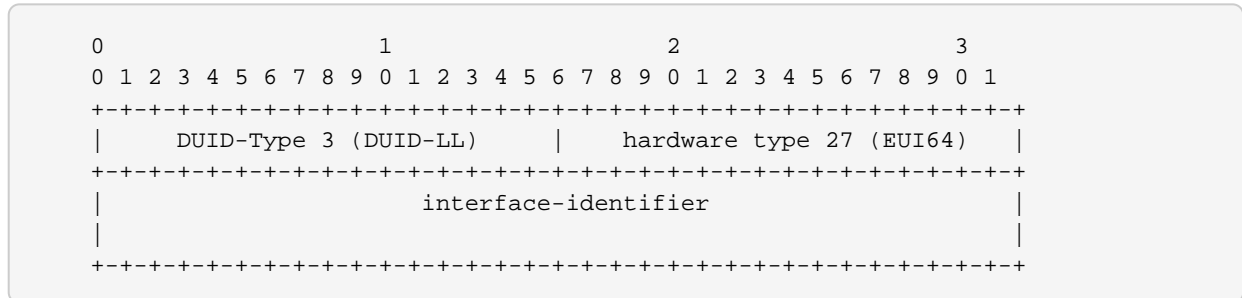 0                   1                   2                   3
0 1 2 3 4 5 6 7 8 9 0 1 2 3 4 5 6 7 8 9 0 1 2 3 4 5 6 7 8 9 0 1
+-+-+-+-+-+-+-+-+-+-+-+-+-+-+-+-+-+-+-+-+-+-+-+-+-+-+-+-+-+-+-+-+
|     DUID-Type 3 (DUID-LL)     |    hardware type 27 (EUI64)   |
+-+-+-+-+-+-+-+-+-+-+-+-+-+-+-+-+-+-+-+-+-+-+-+-+-+-+-+-+-+-+-+-+
|                      interface-identifier                     |
|                                                               |
+-+-+-+-+-+-+-+-+-+-+-+-+-+-+-+-+-+-+-+-+-+-+-+-+-+-+-+-+-+-+-+-+